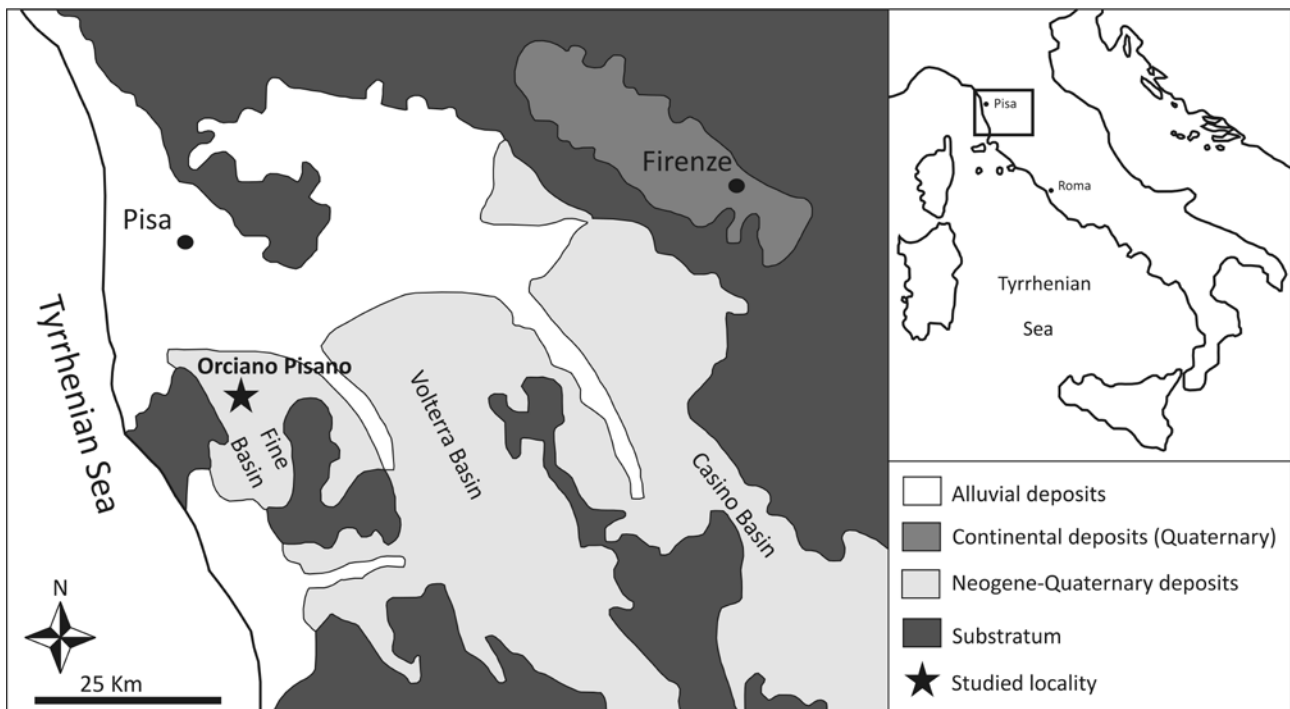 Firenze
Pisa
Tyrrhenian Sea
Orciano Pisano
Fine
Basin
Volterra Basin
Casino Basin
N
25 Km
Pisa
Roma
Tyrrhenian
Sea
Alluvial deposits
Continental deposits (Quaternary)
Neogene-Quaternary deposits
Substratum
Studied locality